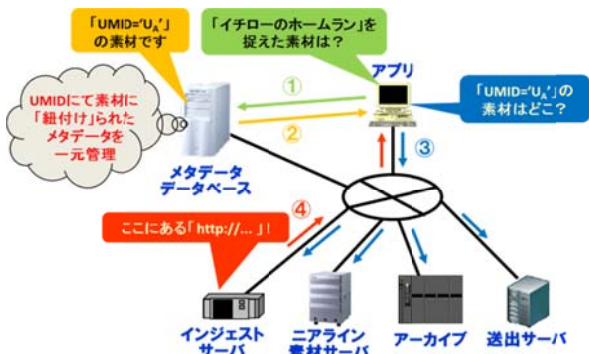 「UMID='UA'」
の素材です
「イチローのホームラン」を
捉えた素材は？
アプリ
「UMID='UA'」の
素材はどこ？
UMIDにて素材に
「紐付け」られた
メタデータを
一元管理
①
②
③
メタデータ
データベース
④
ここにある「http://…」!
インジェスト
サーバ
ニアライン
素材サーバ
アーカイブ
送出サーバ